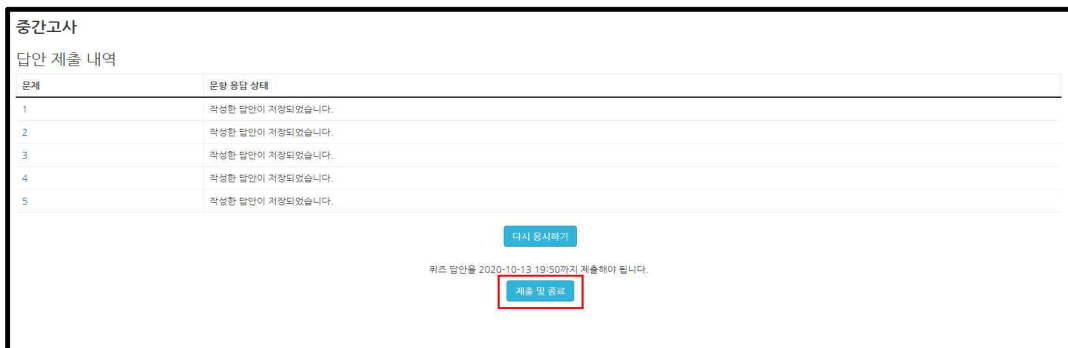 중간고사
답안 제출 내역
문제 문항 응답 상태
1 작성한 답안이 저장되었습니다.
2 작성한 답안이 저장되었습니다.
3 작성한 답안이 저장되었습니다.
4 작성한 답안이 저장되었습니다.
5 작성한 답안이 저장되었습니다.
다시 응시하기
퀴즈 답안을 2020-10-13 19:50까지 제출해야 됩니다.
제출 및 종료